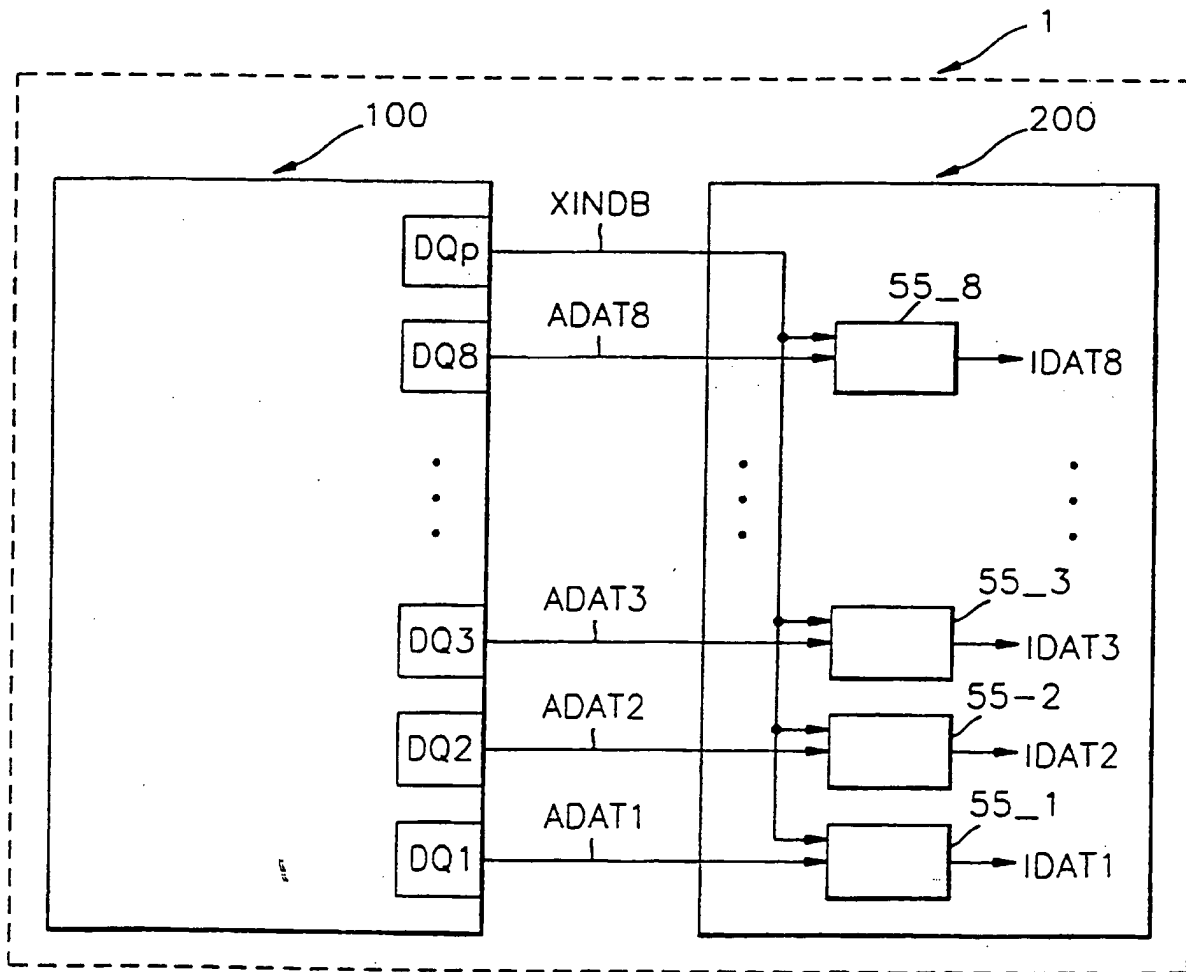 1
100
200
XINDB
DQp
55_8
ADAT8
DQ8
IDAT8
55_3
ADAT3
DQ3
IDAT3
55-2
ADAT2
DQ2
IDAT2
55_1
ADAT1
DQ1
IDAT1